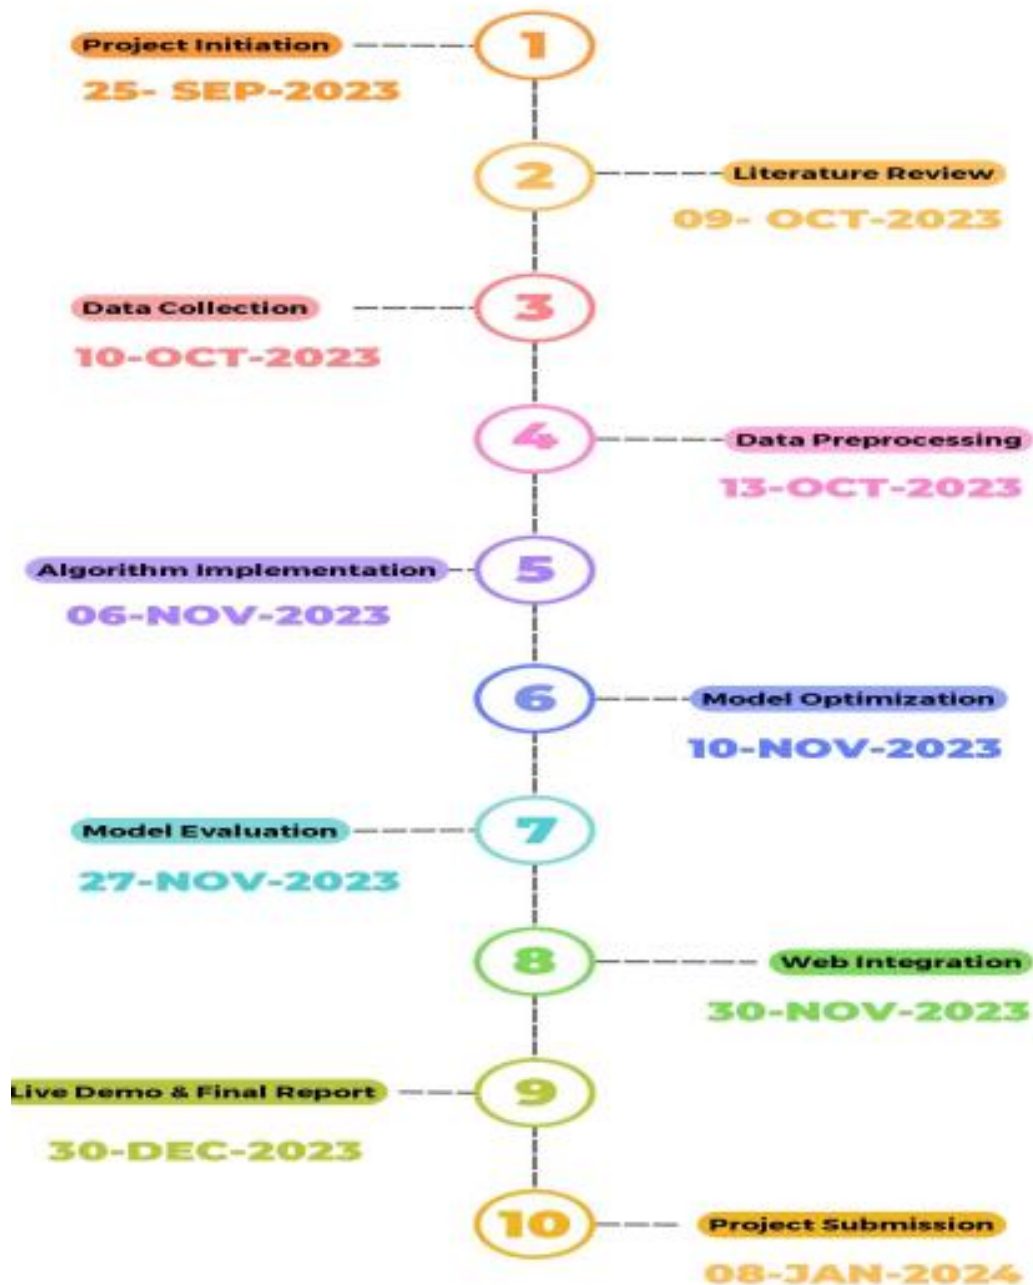 1
Project Initiation
25- SEP-2023
2
Literature Review
09- OCT-2023
3
Data Collection
10-OCT-2023
4
Data Preprocessing
13-OCT-2023
5
Algorithm Implementation
06-NOV-2023
6
Model Optimization
10-NOV-2023
7
Model Evaluation
27-NOV-2023
8
Web Integration
30-NOV-2023
9
Live Demo & Final Report
30-DEC-2023
10
Project Submission
08-JAN-2024